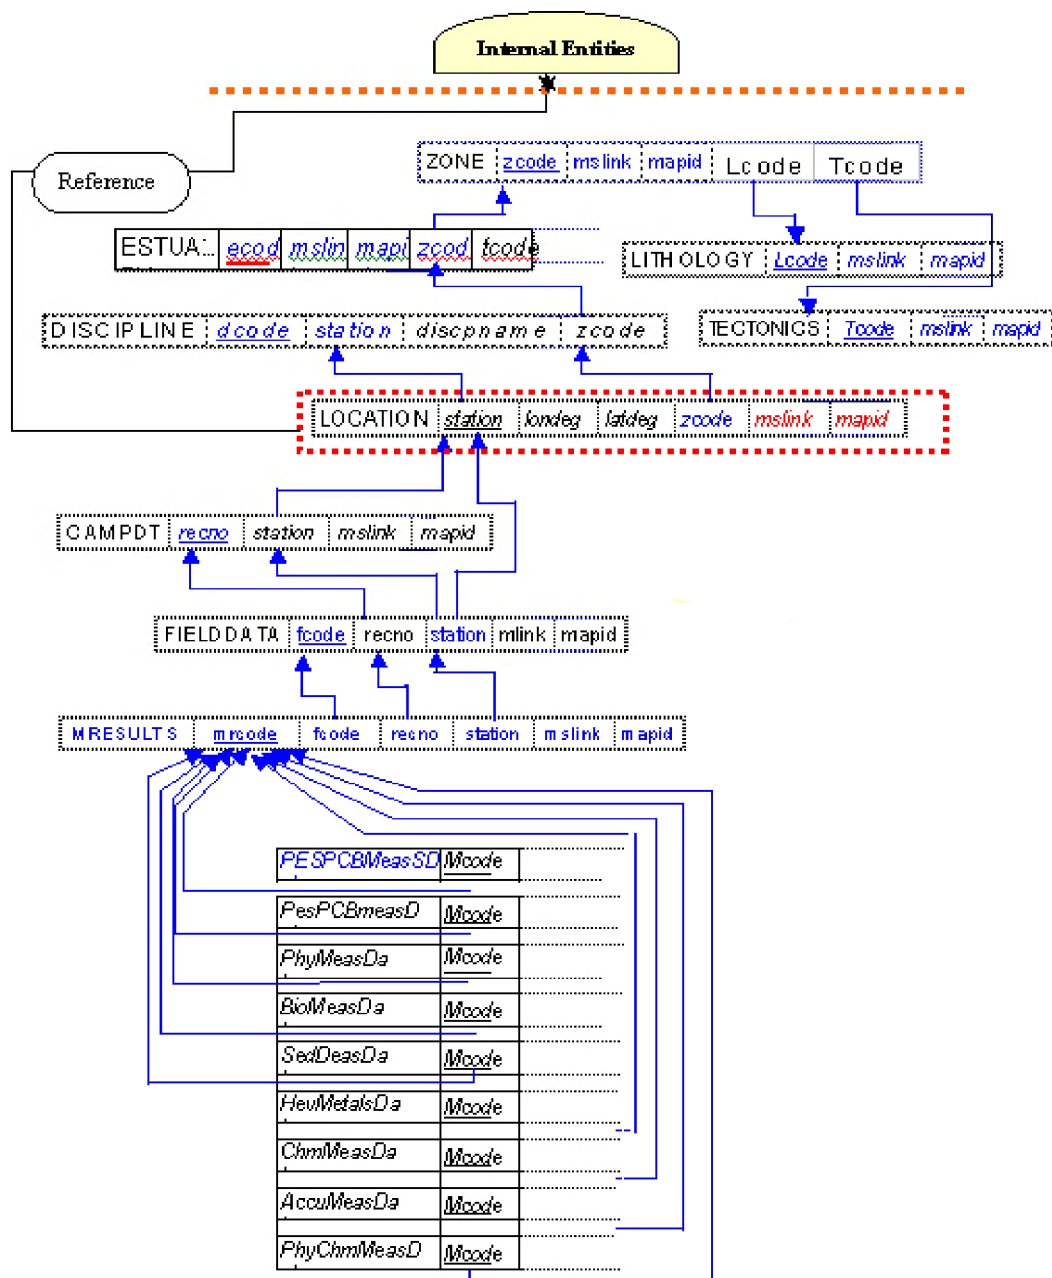 Internal Entities
ZONE zcode mslink mapid Lcode Tcode
Reference
ESTUA... ecod mslin mapi zcod fcode
LITHOLOGY Lcode mslink mapid
DISCIPLINE dcode station discpname zcode
TECTONICS Tcode mslink mapid
LOCATION station londeg latdeg zcode mslink mapid
CAMPDT recno station mslink mapid
FIELDDATA fcode recno station mlink mapid
MRESULTS mrcode fcode recno station mslink mapid
PESPCBMeasSD Mcode
PesPCBmeasD Mcode
PhyMeasDa Mcode
BioMeasDa Mcode
SedDeasDa Mcode
HevMetalsDa Mcode
ChmMeasDa Mcode
AccuMeasDa Mcode
PhyChmMeasD Mcode